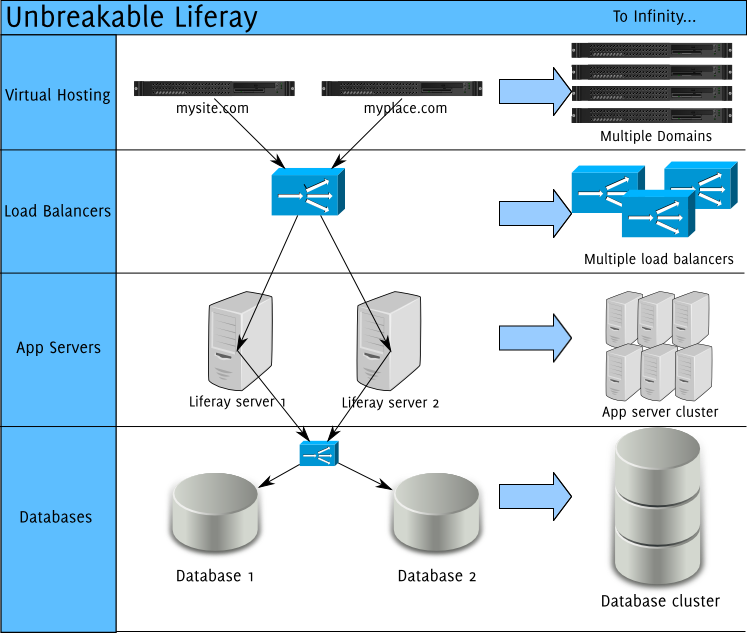 Unbreakable Liferay
To Infinity...
Virtual Hosting
mysite.com
myplace.com
Multiple Domains
Load Balancers
Multiple load balancers
App Servers
Liferay server 1
Liferay server 2
App server cluster
Databases
Database 1
Database 2
Database cluster